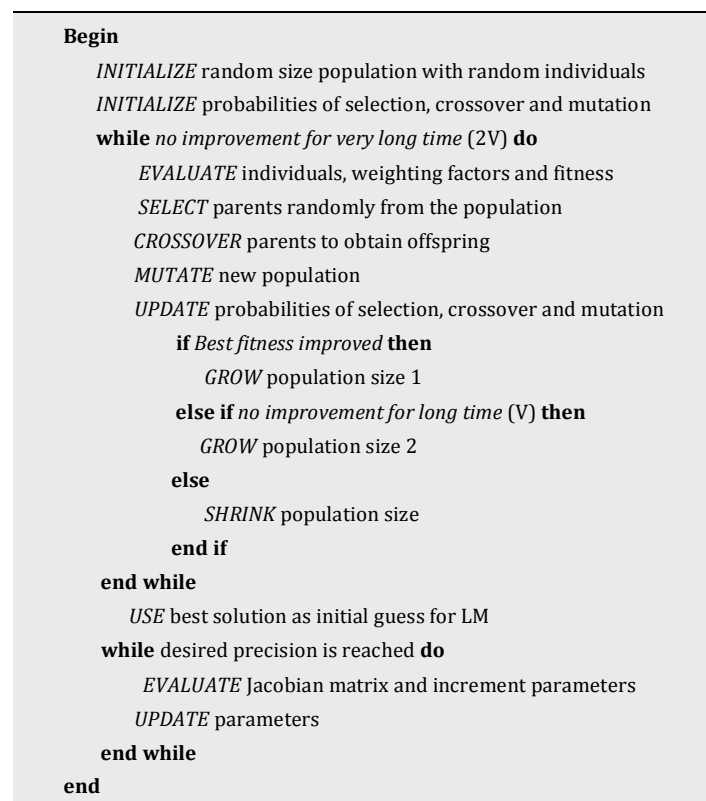 Begin
INITIALIZE random size population with random individuals
INITIALIZE probabilities of selection, crossover and mutation
while no improvement for very long time (2V) do
EVALUATE individuals, weighting factors and fitness
SELECT parents randomly from the population
CROSSOVER parents to obtain offspring
MUTATE new population
UPDATE probabilities of selection, crossover and mutation
if Best fitness improved then
GROW population size 1
else if no improvement for long time (V) then
GROW population size 2
else
SHRINK population size
end if
end while
USE best solution as initial guess for LM
while desired precision is reached do
EVALUATE Jacobian matrix and increment parameters
UPDATE parameters
end while
end